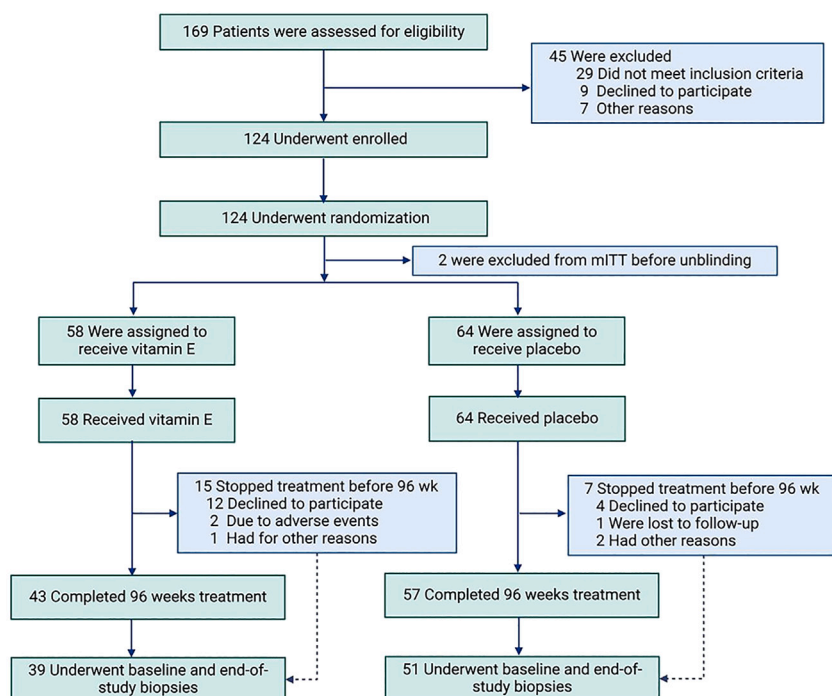 169 Patients were assessed for eligibility
45 Were excluded
29 Did not meet inclusion criteria
9 Declined to participate
7 Other reasons
124 Underwent enrolled
124 Underwent randomization
2 were excluded from mITT before unblinding
58 Were assigned to
receive vitamin E
64 Were assigned to
receive placebo
58 Received vitamin E
64 Received placebo
15 Stopped treatment before 96 wk
12 Declined to participate
2 Due to adverse events
1 Had for other reasons
7 Stopped treatment before 96 wk
4 Declined to participate
1 Were lost to follow-up
2 Had other reasons
43 Completed 96 weeks treatment
57 Completed 96 weeks treatment
39 Underwent baseline and end-of-
study biopsies
51 Underwent baseline and end-of-
study biopsies